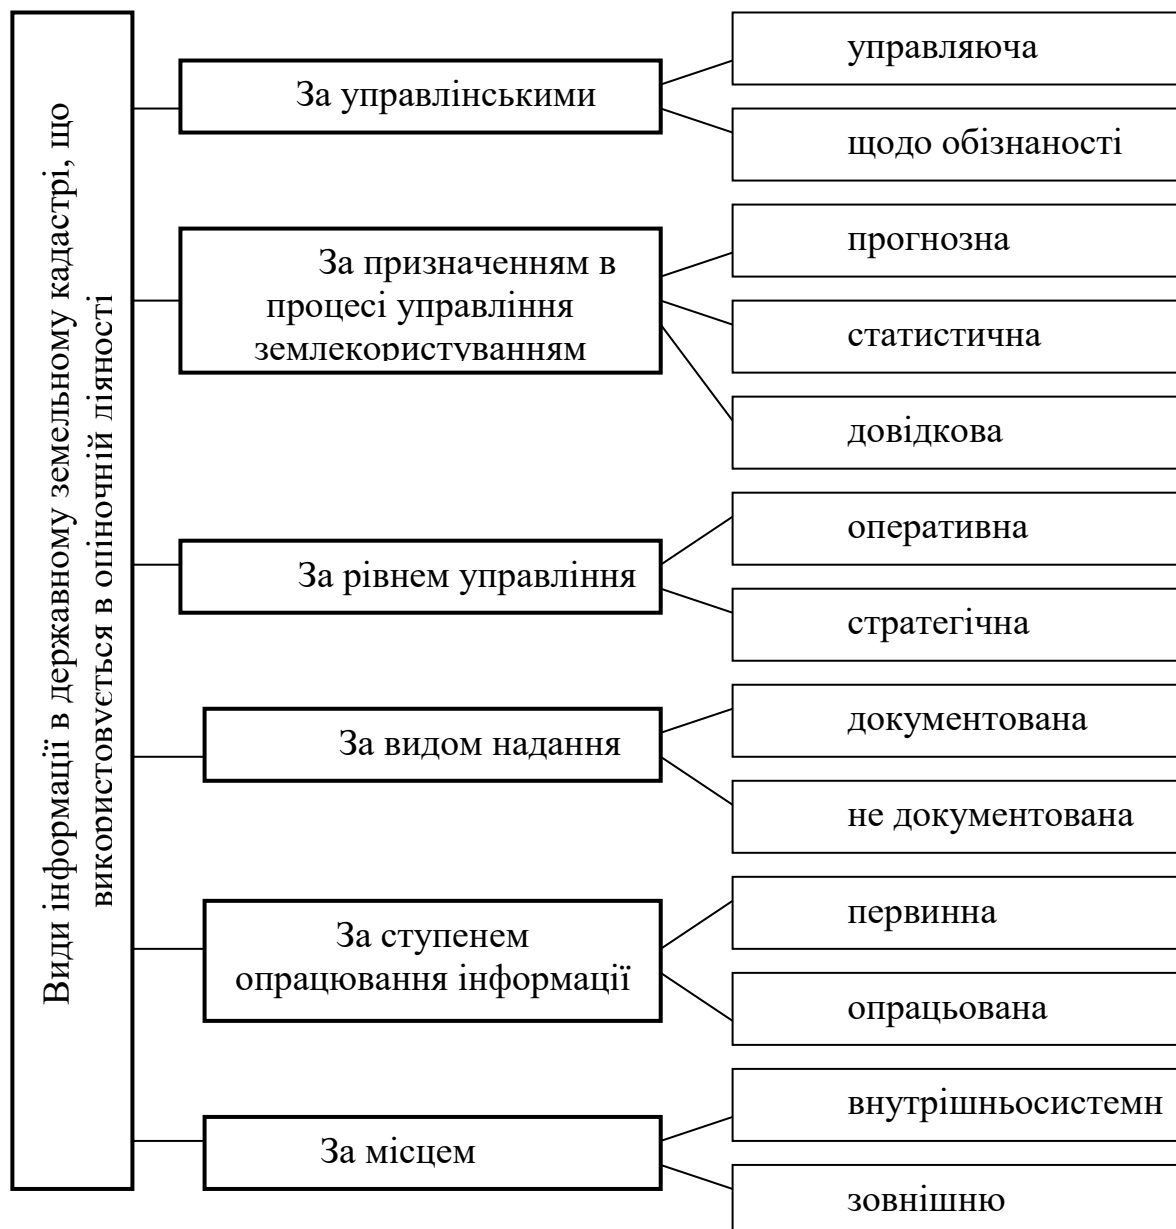 Види інформації в державному земельному кадастрі, що
використовується в оціночній діяності
За управлінськими
управляюча
щодо обізнаності
За призначенням в
процесі управління
землекористуванням
прогнозна
статистична
довідкова
За рівнем управління
оперативна
стратегічна
За видом надання
документована
не документована
За ступенем
опрацювання інформації
первинна
опрацьована
За місцем
внутрішньосистемн
зовнішню